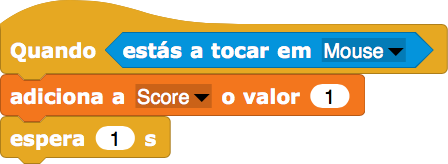 Quando estás a tocar em Mouse
adiciona a Score o valor 1
espera 1 s